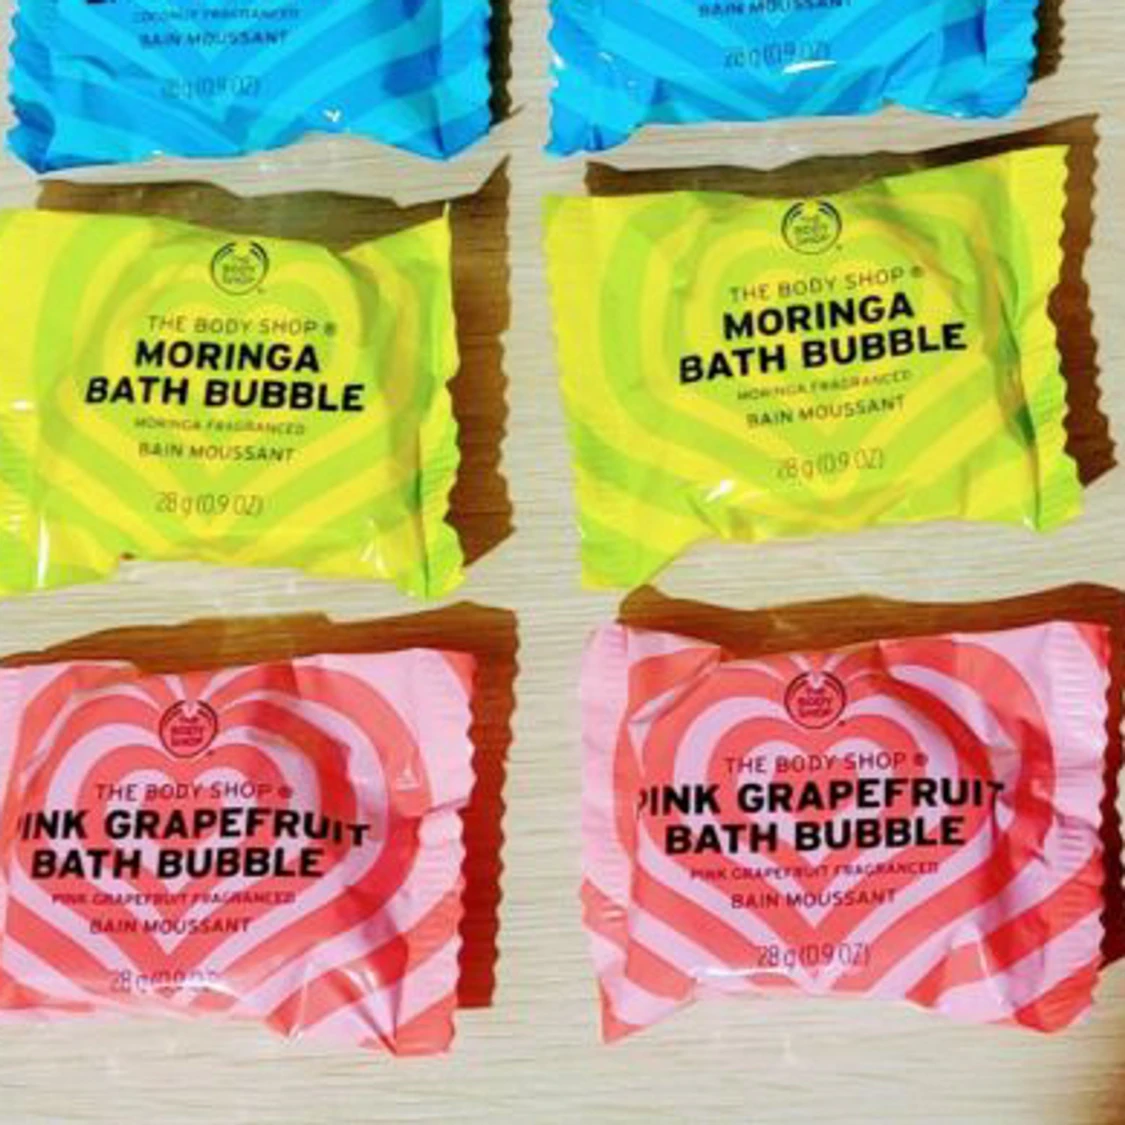 COCONUT FRAGRANCED
BAIN MOUSSANT
28 g (0.9 OZ)
BAIN MOUSSANT
28 g (0.9 OZ)
THE BODY SHOP
THE BODY SHOP ®
MORINGA
BATH BUBBLE
MORINGA FRAGRANCED
BAIN MOUSSANT
28 g (0.9 OZ)
THE BODY SHOP
THE BODY SHOP ®
MORINGA
BATH BUBBLE
MORINGA FRAGRANCED
BAIN MOUSSANT
28 g (0.9 OZ)
THE BODY SHOP
THE BODY SHOP ®
PINK GRAPEFRUIT
BATH BUBBLE
PINK GRAPEFRUIT FRAGRANCED
BAIN MOUSSANT
28 g (0.9 OZ)
THE BODY SHOP
THE BODY SHOP ®
PINK GRAPEFRUIT
BATH BUBBLE
PINK GRAPEFRUIT FRAGRANCED
BAIN MOUSSANT
28 g (0.9 OZ)